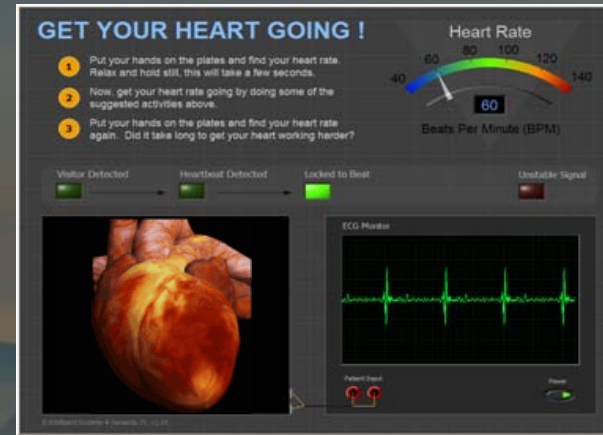 GET YOUR HEART GOING !
1 Put your hands on the plates and find your heart rate.
Relax and hold still, this will take a few seconds.
2 Now, get your heart rate going by doing some of the
suggested activities above.
3 Put your hands on the plates and find your heart rate
again. Did it take long to get your heart working harder?
Heart Rate
40 60 80 100 120 140
60
Beats Per Minute (BPM)
Visitor Detected
Heartbeat Detected
Locked to Beat
Unstable Signal
ECG Monitor
Patient Input
Power